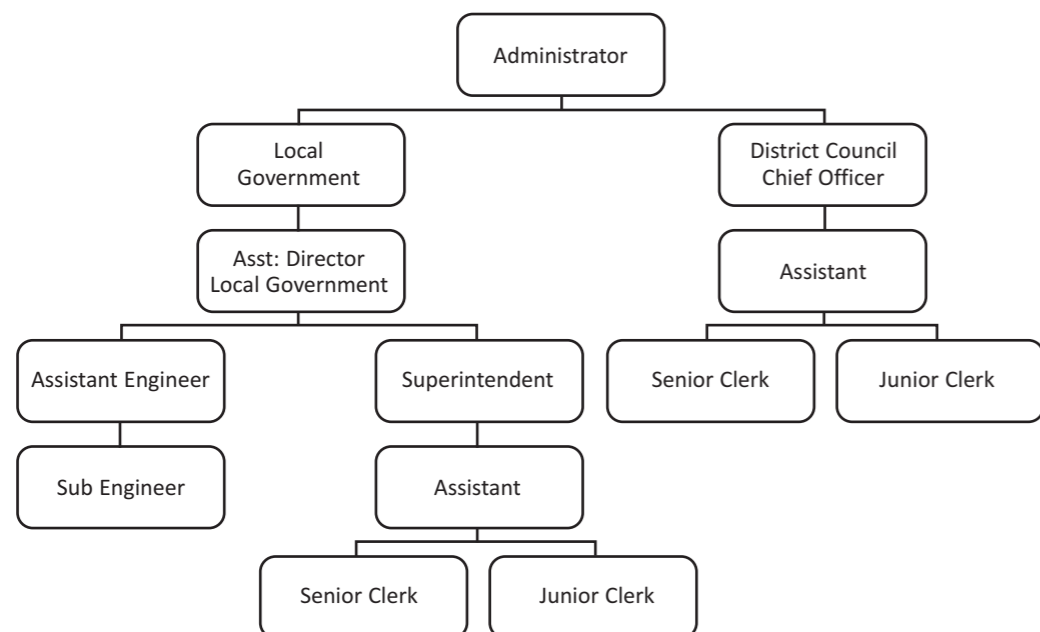 Administrator
Local
Government
District Council
Chief Officer
Asst: Director
Local Government
Assistant
Assistant Engineer
Superintendent
Senior Clerk
Junior Clerk
Sub Engineer
Assistant
Senior Clerk
Junior Clerk